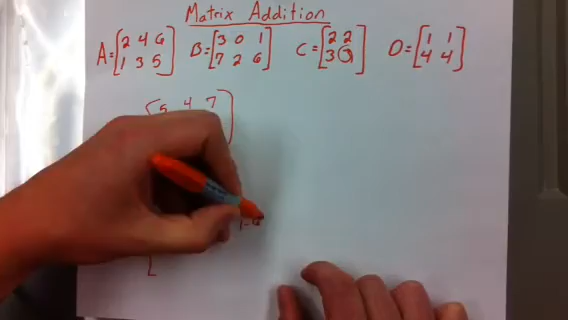 Matrix Addition
A=[2 4 6 B=[3 0 1] C=[2 2 D=[1 1
1 3 5] 7 2 6] 3 9] 4 4]
[5 4 7]